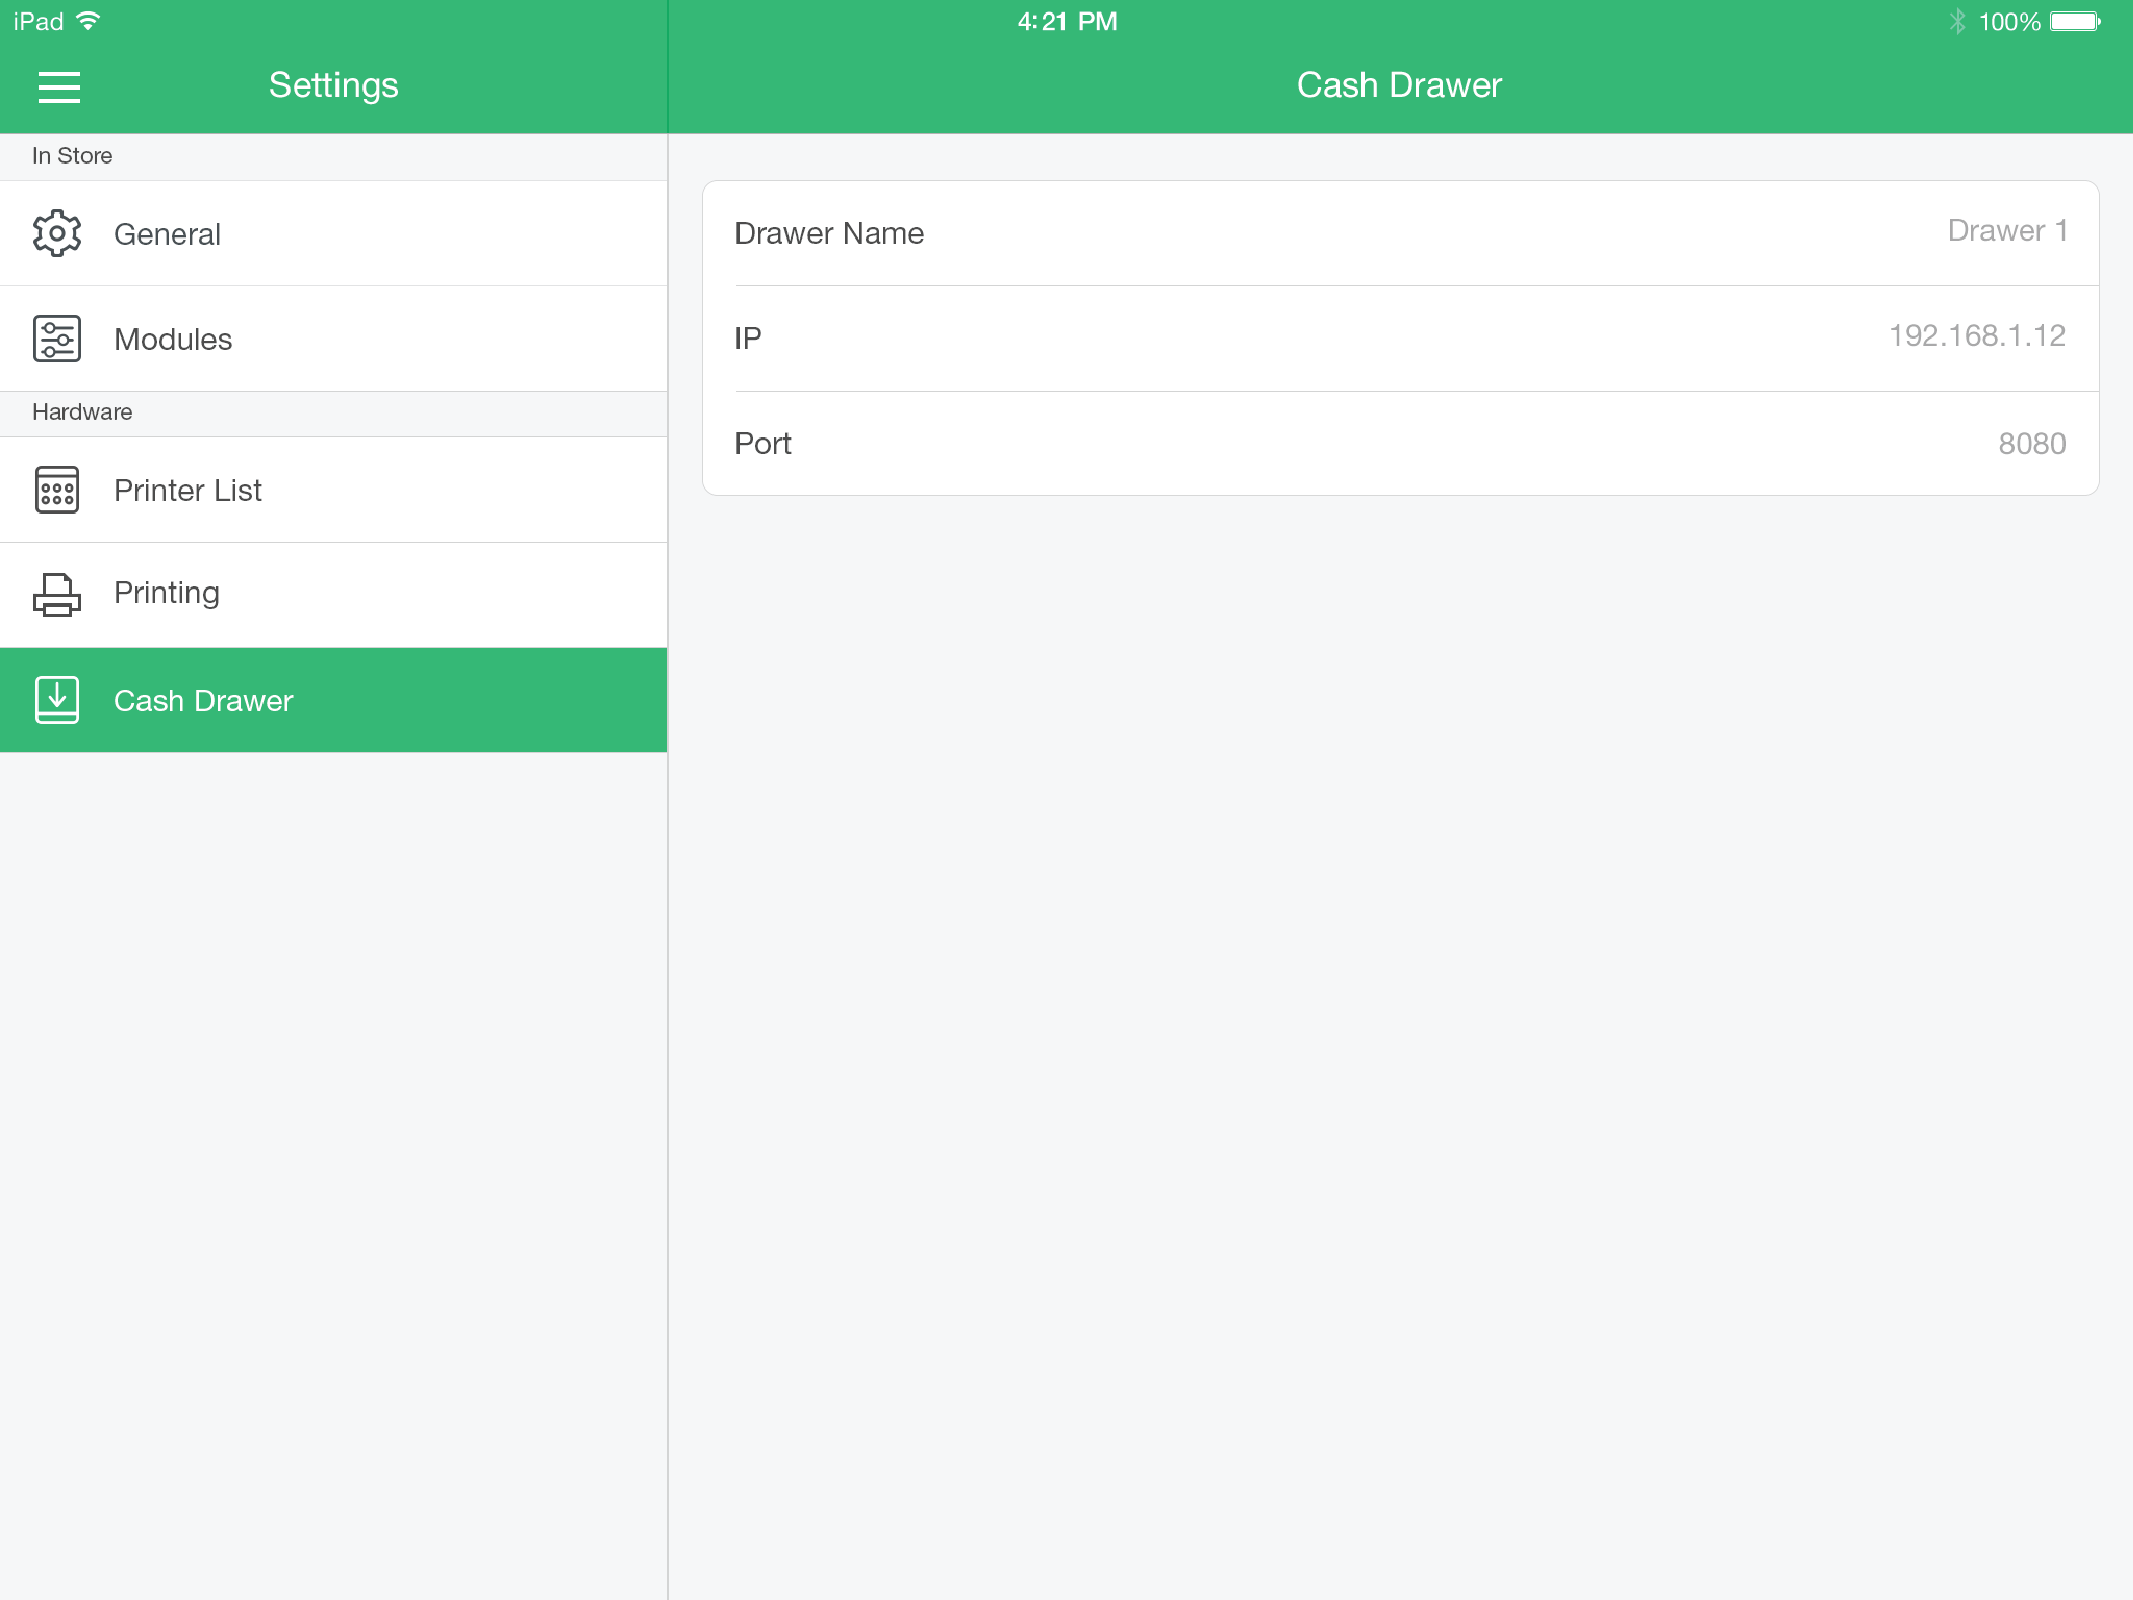 iPad
4:21 PM
100%
Settings
Cash Drawer
In Store
General
Modules
Hardware
Printer List
Printing
Cash Drawer
Drawer Name
Drawer 1
IP
192.168.1.12
Port
8080